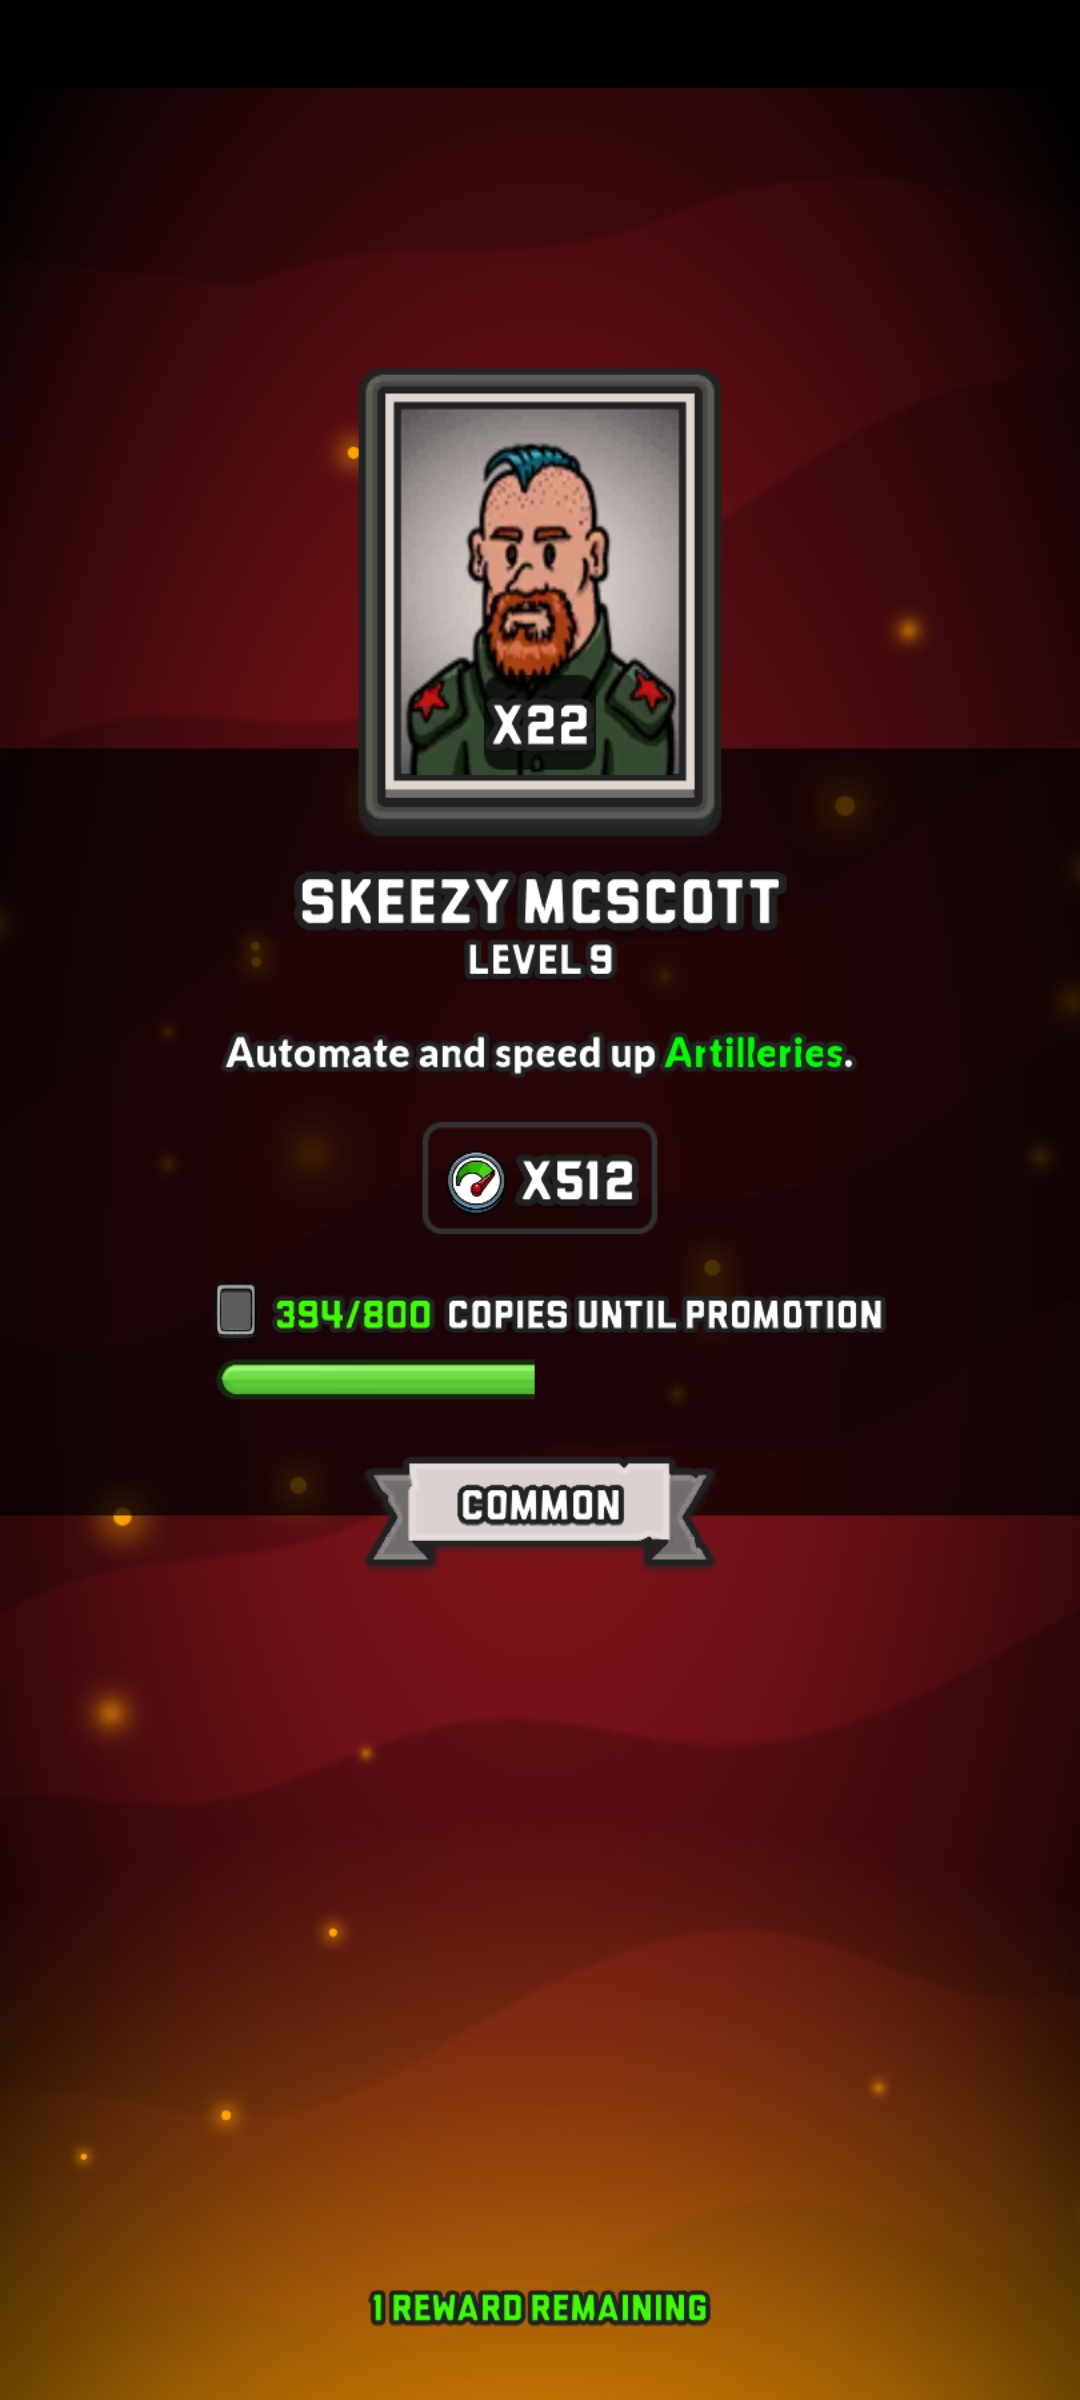 X22
SKEEZY MCSCOTT
LEVEL 9
Automate and speed up Artilleries.
X512
394/800 COPIES UNTIL PROMOTION
COMMON
1 REWARD REMAINING